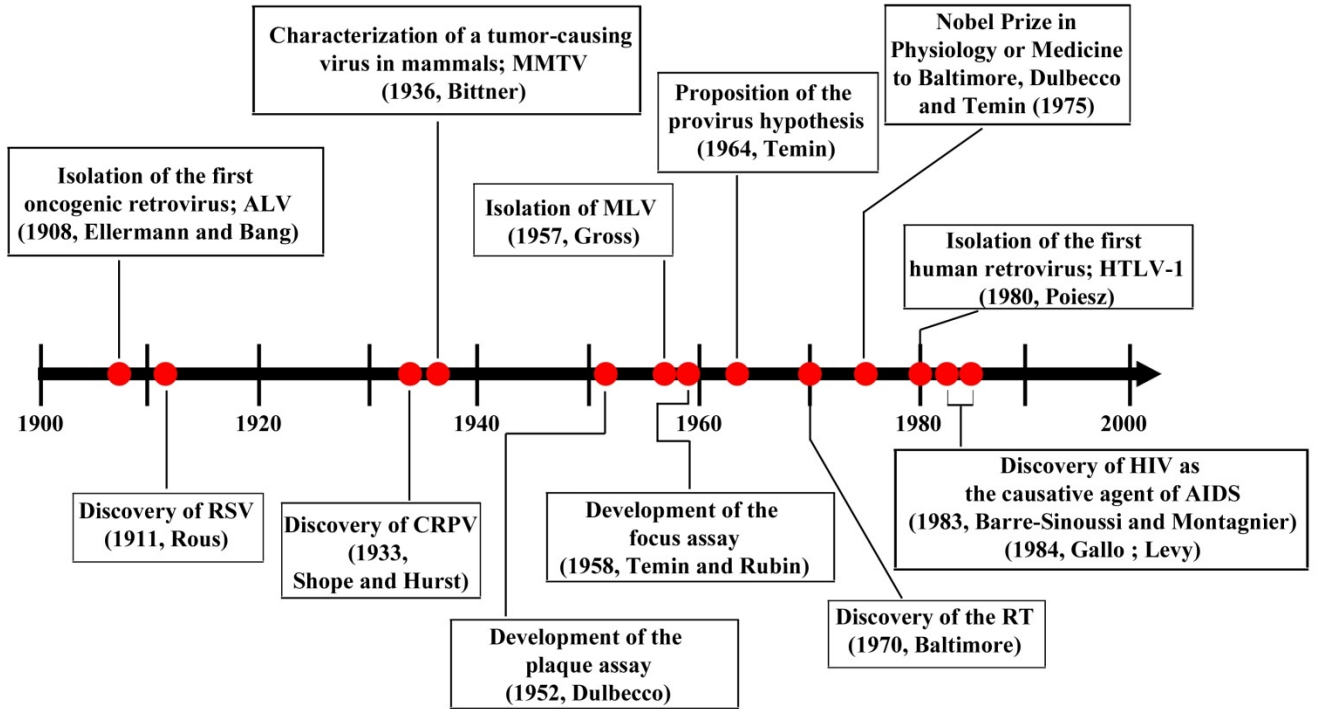 Characterization of a tumor-causing
virus in mammals; MMTV
(1936, Bittner)
Nobel Prize in
Physiology or Medicine
to Baltimore, Dulbecco
and Temin (1975)
Proposition of the
provirus hypothesis
(1964, Temin)
Isolation of the first
oncogenic retrovirus; ALV
(1908, Ellermann and Bang)
Isolation of MLV
(1957, Gross)
Isolation of the first
human retrovirus; HTLV-1
(1980, Poiesz)
1900
1920
1940
1960
1980
2000
Discovery of RSV
(1911, Rous)
Discovery of CRPV
(1933,
Shope and Hurst)
Development of the
plaque assay
(1952, Dulbecco)
Development of the
focus assay
(1958, Temin and Rubin)
Discovery of the RT
(1970, Baltimore)
Discovery of HIV as
the causative agent of AIDS
(1983, Barre-Sinoussi and Montagnier)
(1984, Gallo ; Levy)